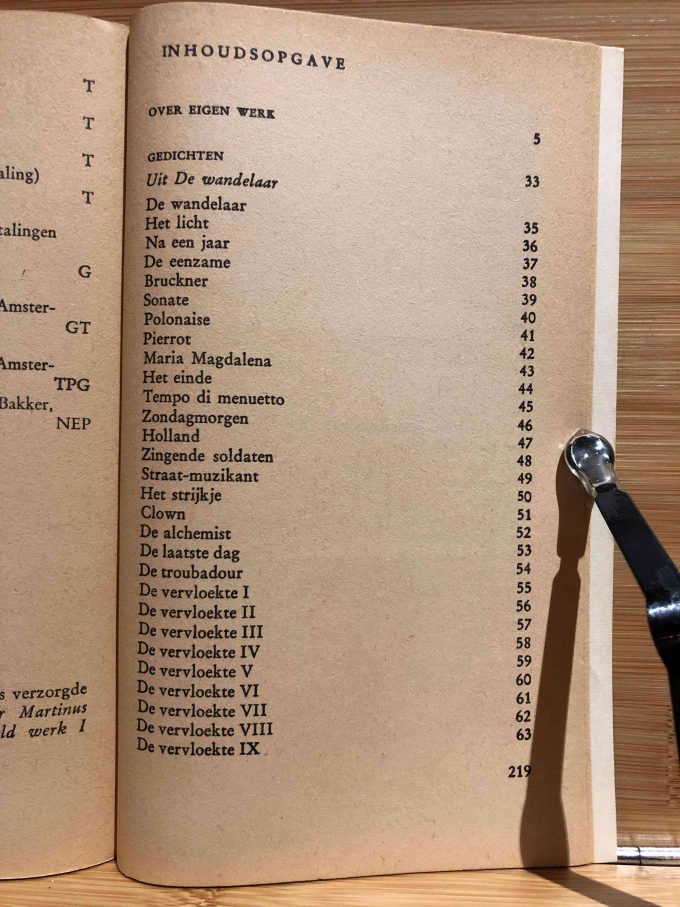 T
T
T
aling)
T
talingen
G
Amster-
GT
Amster-
TPG
Bakker,
NEP
s verzorgde
r Martinus
ld werk I
INHOUDSOPGAVE
OVER EIGEN WERK 5
GEDICHTEN
Uit De wandelaar 33
De wandelaar 35
Het licht 36
Na een jaar 37
De eenzame 38
Bruckner 39
Sonate 40
Polonaise 41
Pierrot 42
Maria Magdalena 43
Het einde 44
Tempo di menuetto 45
Zondagmorgen 46
Holland 47
Zingende soldaten 48
Straat-muzikant 49
Het strijkje 50
Clown 51
De alchemist 52
De laatste dag 53
De troubadour 54
De vervloekte I 55
De vervloekte II 56
De vervloekte III 57
De vervloekte IV 58
De vervloekte V 59
De vervloekte VI 60
De vervloekte VII 61
De vervloekte VIII 62
De vervloekte IX 63
219